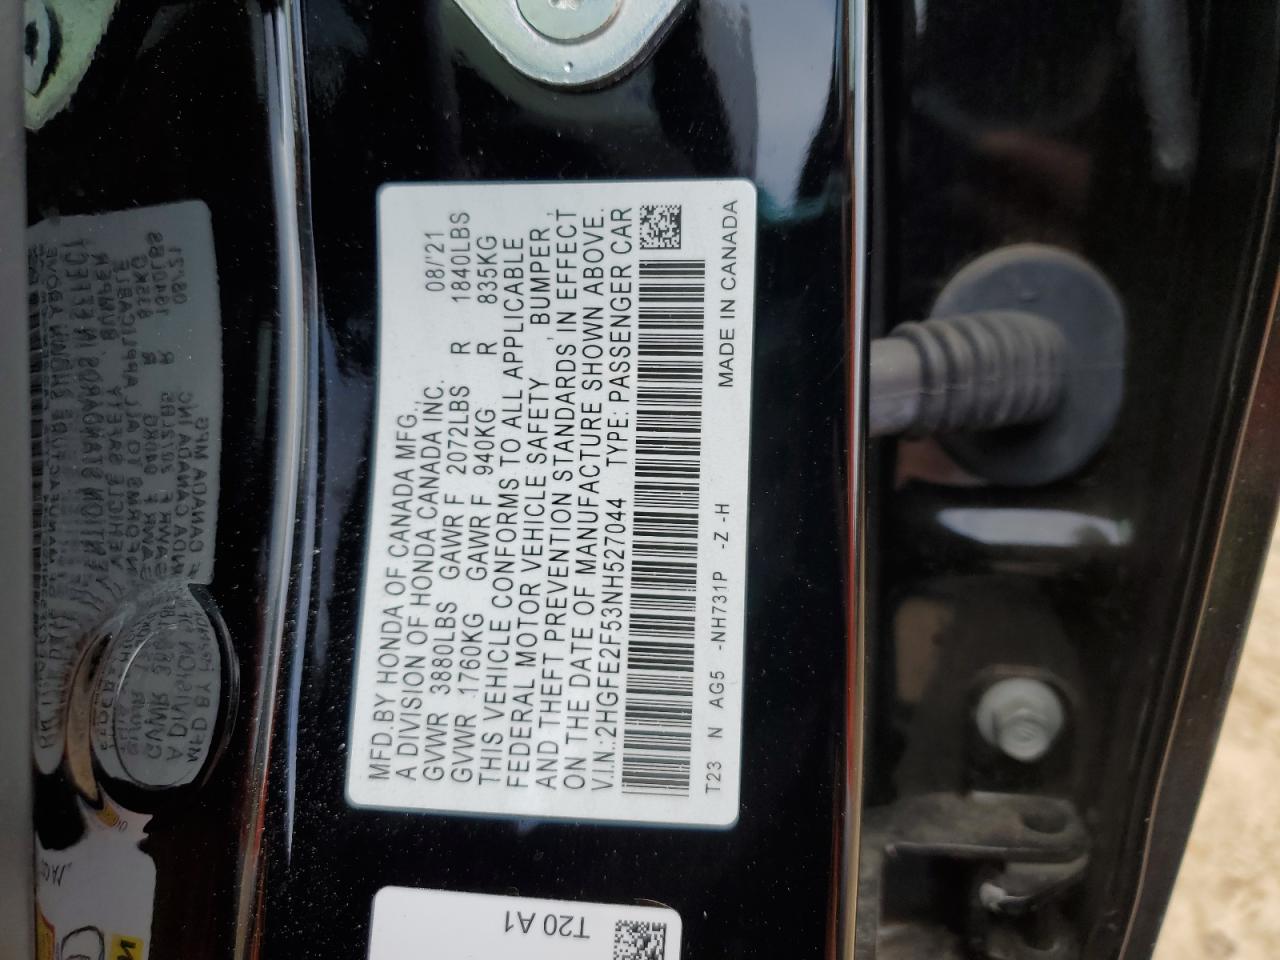 MFD.BY HONDA OF CANADA MFG.,
A DIVISION OF HONDA CANADA INC. 08/'21
GVWR 3880LBS GAWR F 2072LBS R 1840LBS
GVWR 1760KG GAWR F 940KG R 835KG
THIS VEHICLE CONFORMS TO ALL APPLICABLE
FEDERAL MOTOR VEHICLE SAFETY, BUMPER,
AND THEFT PREVENTION STANDARDS IN EFFECT
ON THE DATE OF MANUFACTURE SHOWN ABOVE.
V.I.N.:2HGFE2F53NH527044 TYPE: PASSENGER CAR
T23 N AG5 -NH731P -Z -H MADE IN CANADA
T20 A1